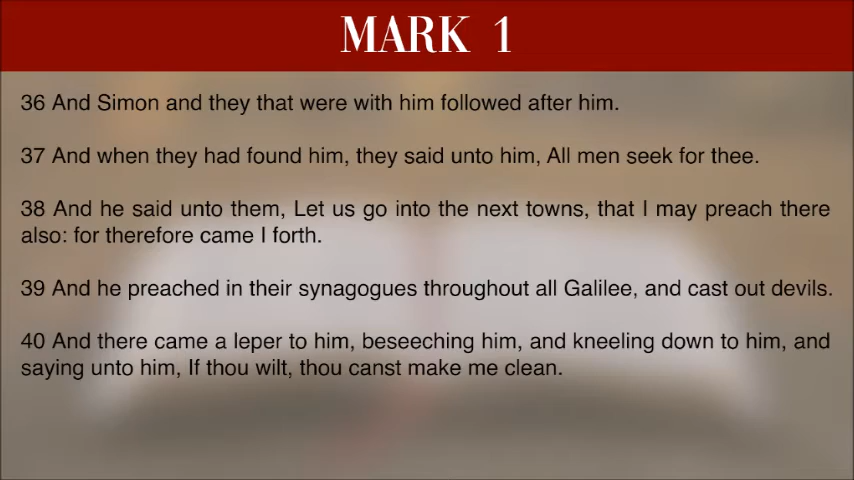 MARK 1
36 And Simon and they that were with him followed after him.
37 And when they had found him, they said unto him, All men seek for thee.
38 And he said unto them, Let us go into the next towns, that I may preach there
also: for therefore came I forth.
39 And he preached in their synagogues throughout all Galilee, and cast out devils.
40 And there came a leper to him, beseeching him, and kneeling down to him, and
saying unto him, If thou wilt, thou canst make me clean.